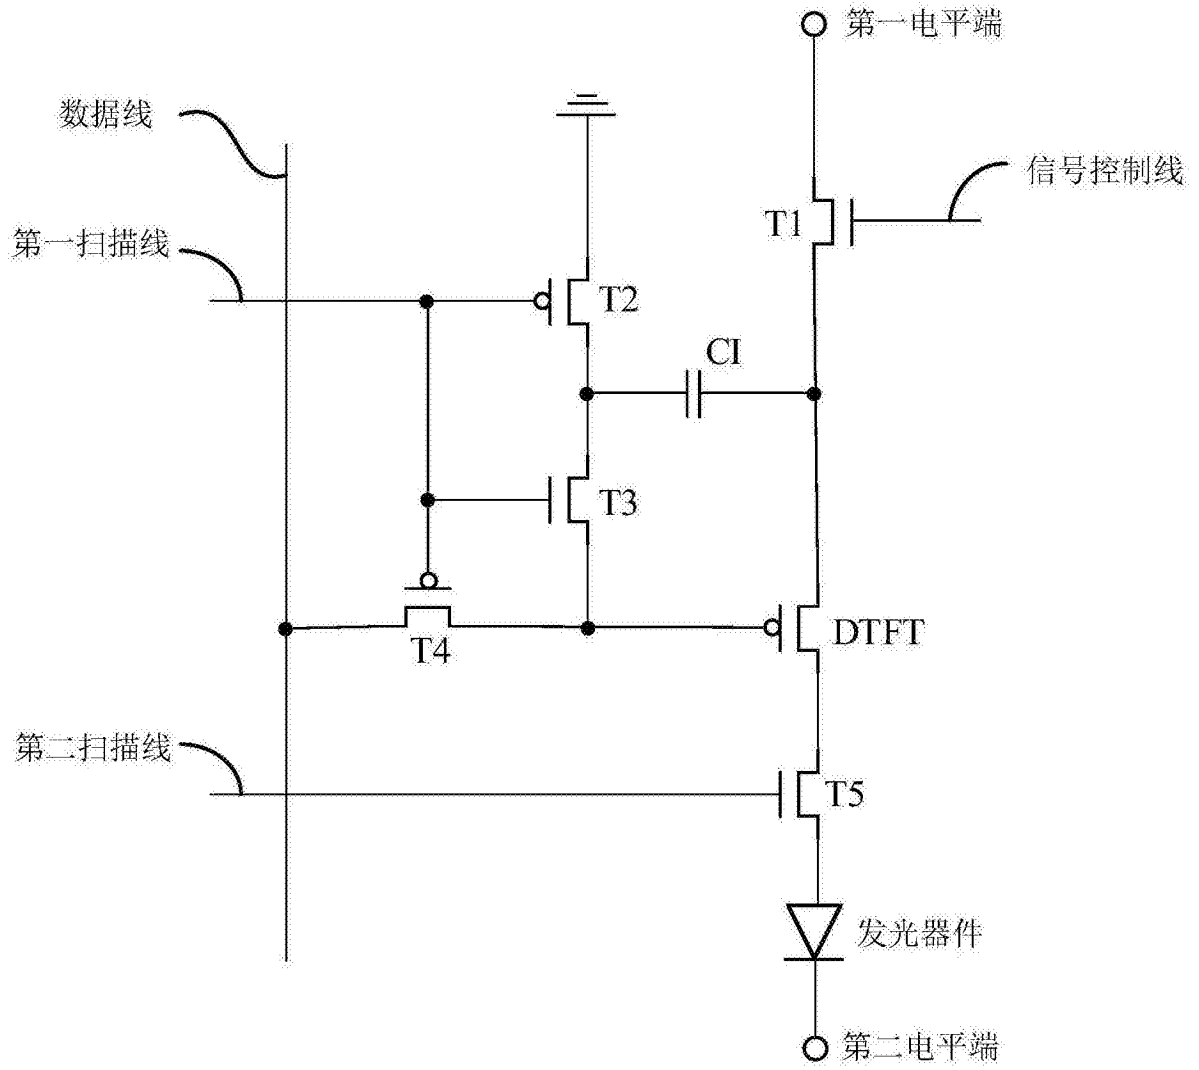 第一电平端
数据线
信号控制线
T1
第一扫描线
T2
CI
T3
DTFT
T4
第二扫描线
T5
发光器件
第二电平端